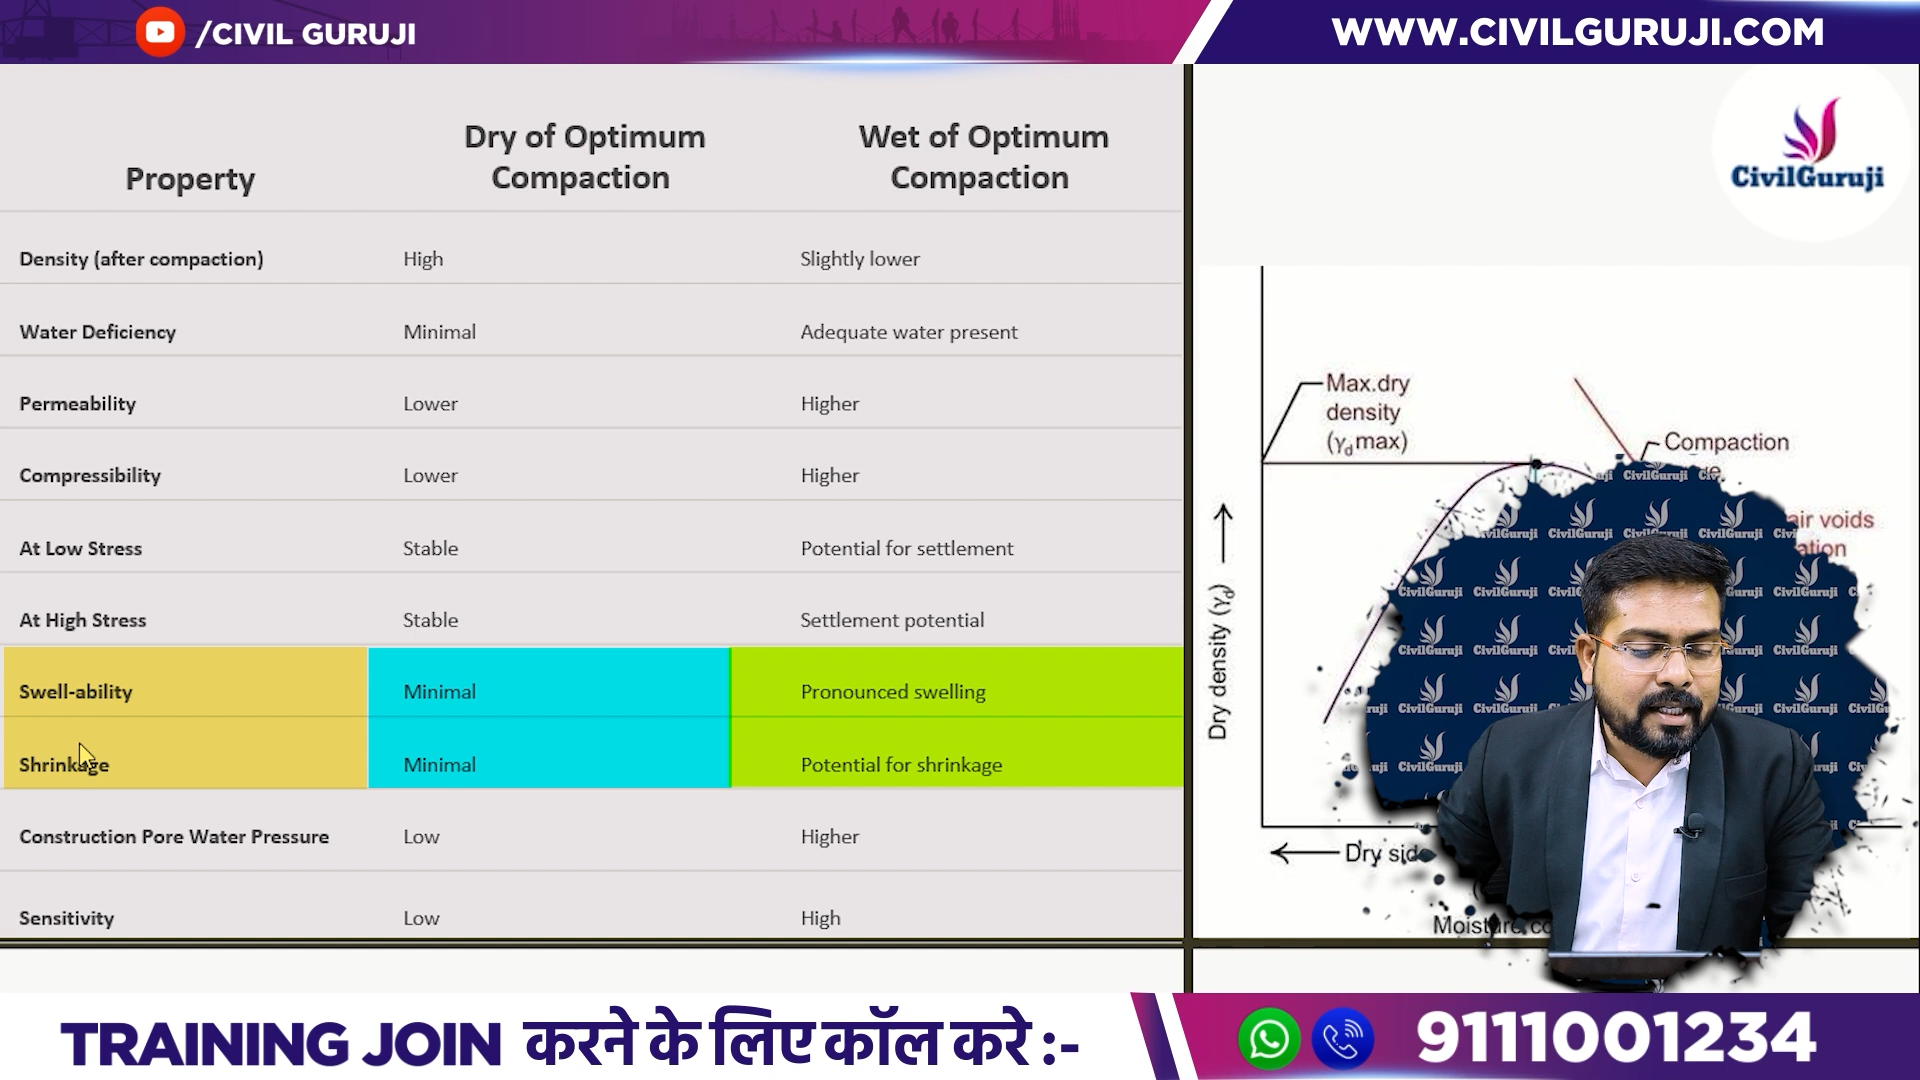 /CIVIL GURUJI
WWW.CIVILGURUJI.COM
CivilGuruji
Property
Dry of Optimum
Compaction
Wet of Optimum
Compaction
Density (after compaction) High Slightly lower
Water Deficiency Minimal Adequate water present
Permeability Lower Higher
Compressibility Lower Higher
At Low Stress Stable Potential for settlement
At High Stress Stable Settlement potential
Swell-ability Minimal Pronounced swelling
Shrinkage Minimal Potential for shrinkage
Construction Pore Water Pressure Low Higher
Sensitivity Low High
Max.dry
density
(γd max)
Compaction
air voids
Dry density (γd)
Dry side
TRAINING JOIN करने के लिए कॉल करे :-
9111001234